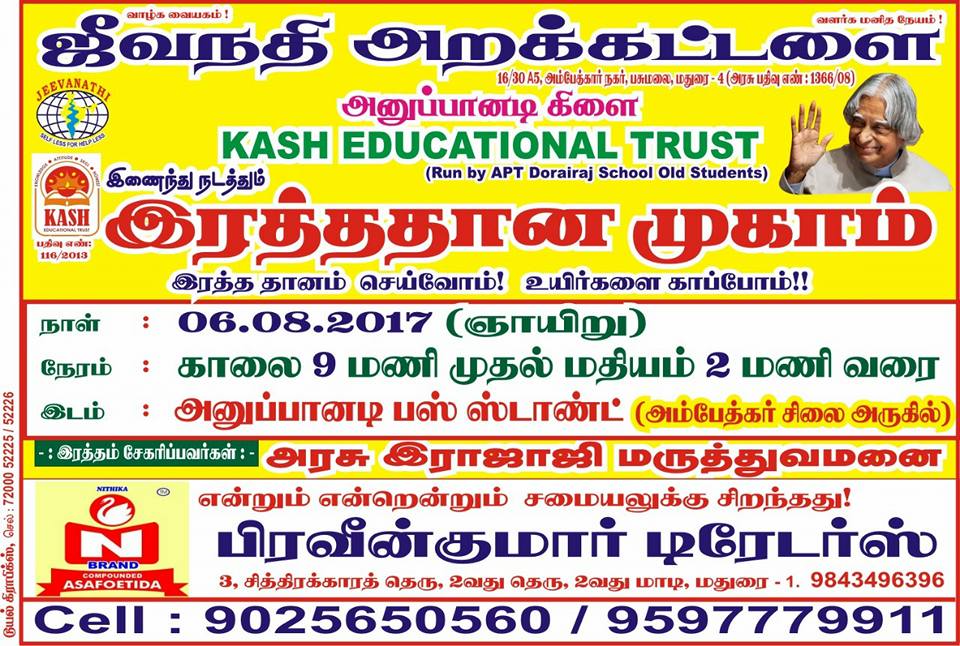 வாழ்க வையகம் !
வளர்க மனித நேயம் !
ஜீவநதி அறக்கட்டளை
16/30 A5, அம்பேத்கார் நகர், பசுமலை, மதுரை - 4 (அரசு பதிவு எண் : 1366/08)
JEEVANATHI
SELF LESS FOR HELP LESS
அனுப்பானடி கிளை
KASH EDUCATIONAL TRUST
(Run by APT Dorairaj School Old Students)
KNOWLEDGE ATTITUDE SKILL HABIT
KASH
EDUCATIONAL TRUST
பதிவு எண்:
116/2013
இணைந்து நடத்தும்
இரத்ததான முகாம்
இரத்த தானம் செய்வோம்! உயிர்களை காப்போம்!!
நாள் : 06.08.2017 (ஞாயிறு)
நேரம் : காலை 9 மணி முதல் மதியம் 2 மணி வரை
இடம் : அனுப்பானடி பஸ் ஸ்டாண்ட் (அம்பேத்கர் சிலை அருகில்)
- : இரத்தம் சேகரிப்பவர்கள் : - அரசு இராஜாஜி மருத்துவமனை
NITHIKA
TM
N
BRAND
COMPOUNDED
ASAFOETIDA
என்றும் என்றென்றும் சமையலுக்கு சிறந்தது!
பிரவீன்குமார் டிரேடர்ஸ்
3, சித்திரக்காரத் தெரு, 2வது தெரு, 2வது மாடி, மதுரை - 1. 9843496396
Cell : 9025650560 / 9597779911
டூயல் கிராபிக்ஸ், செல் : 72000 52225 / 52226